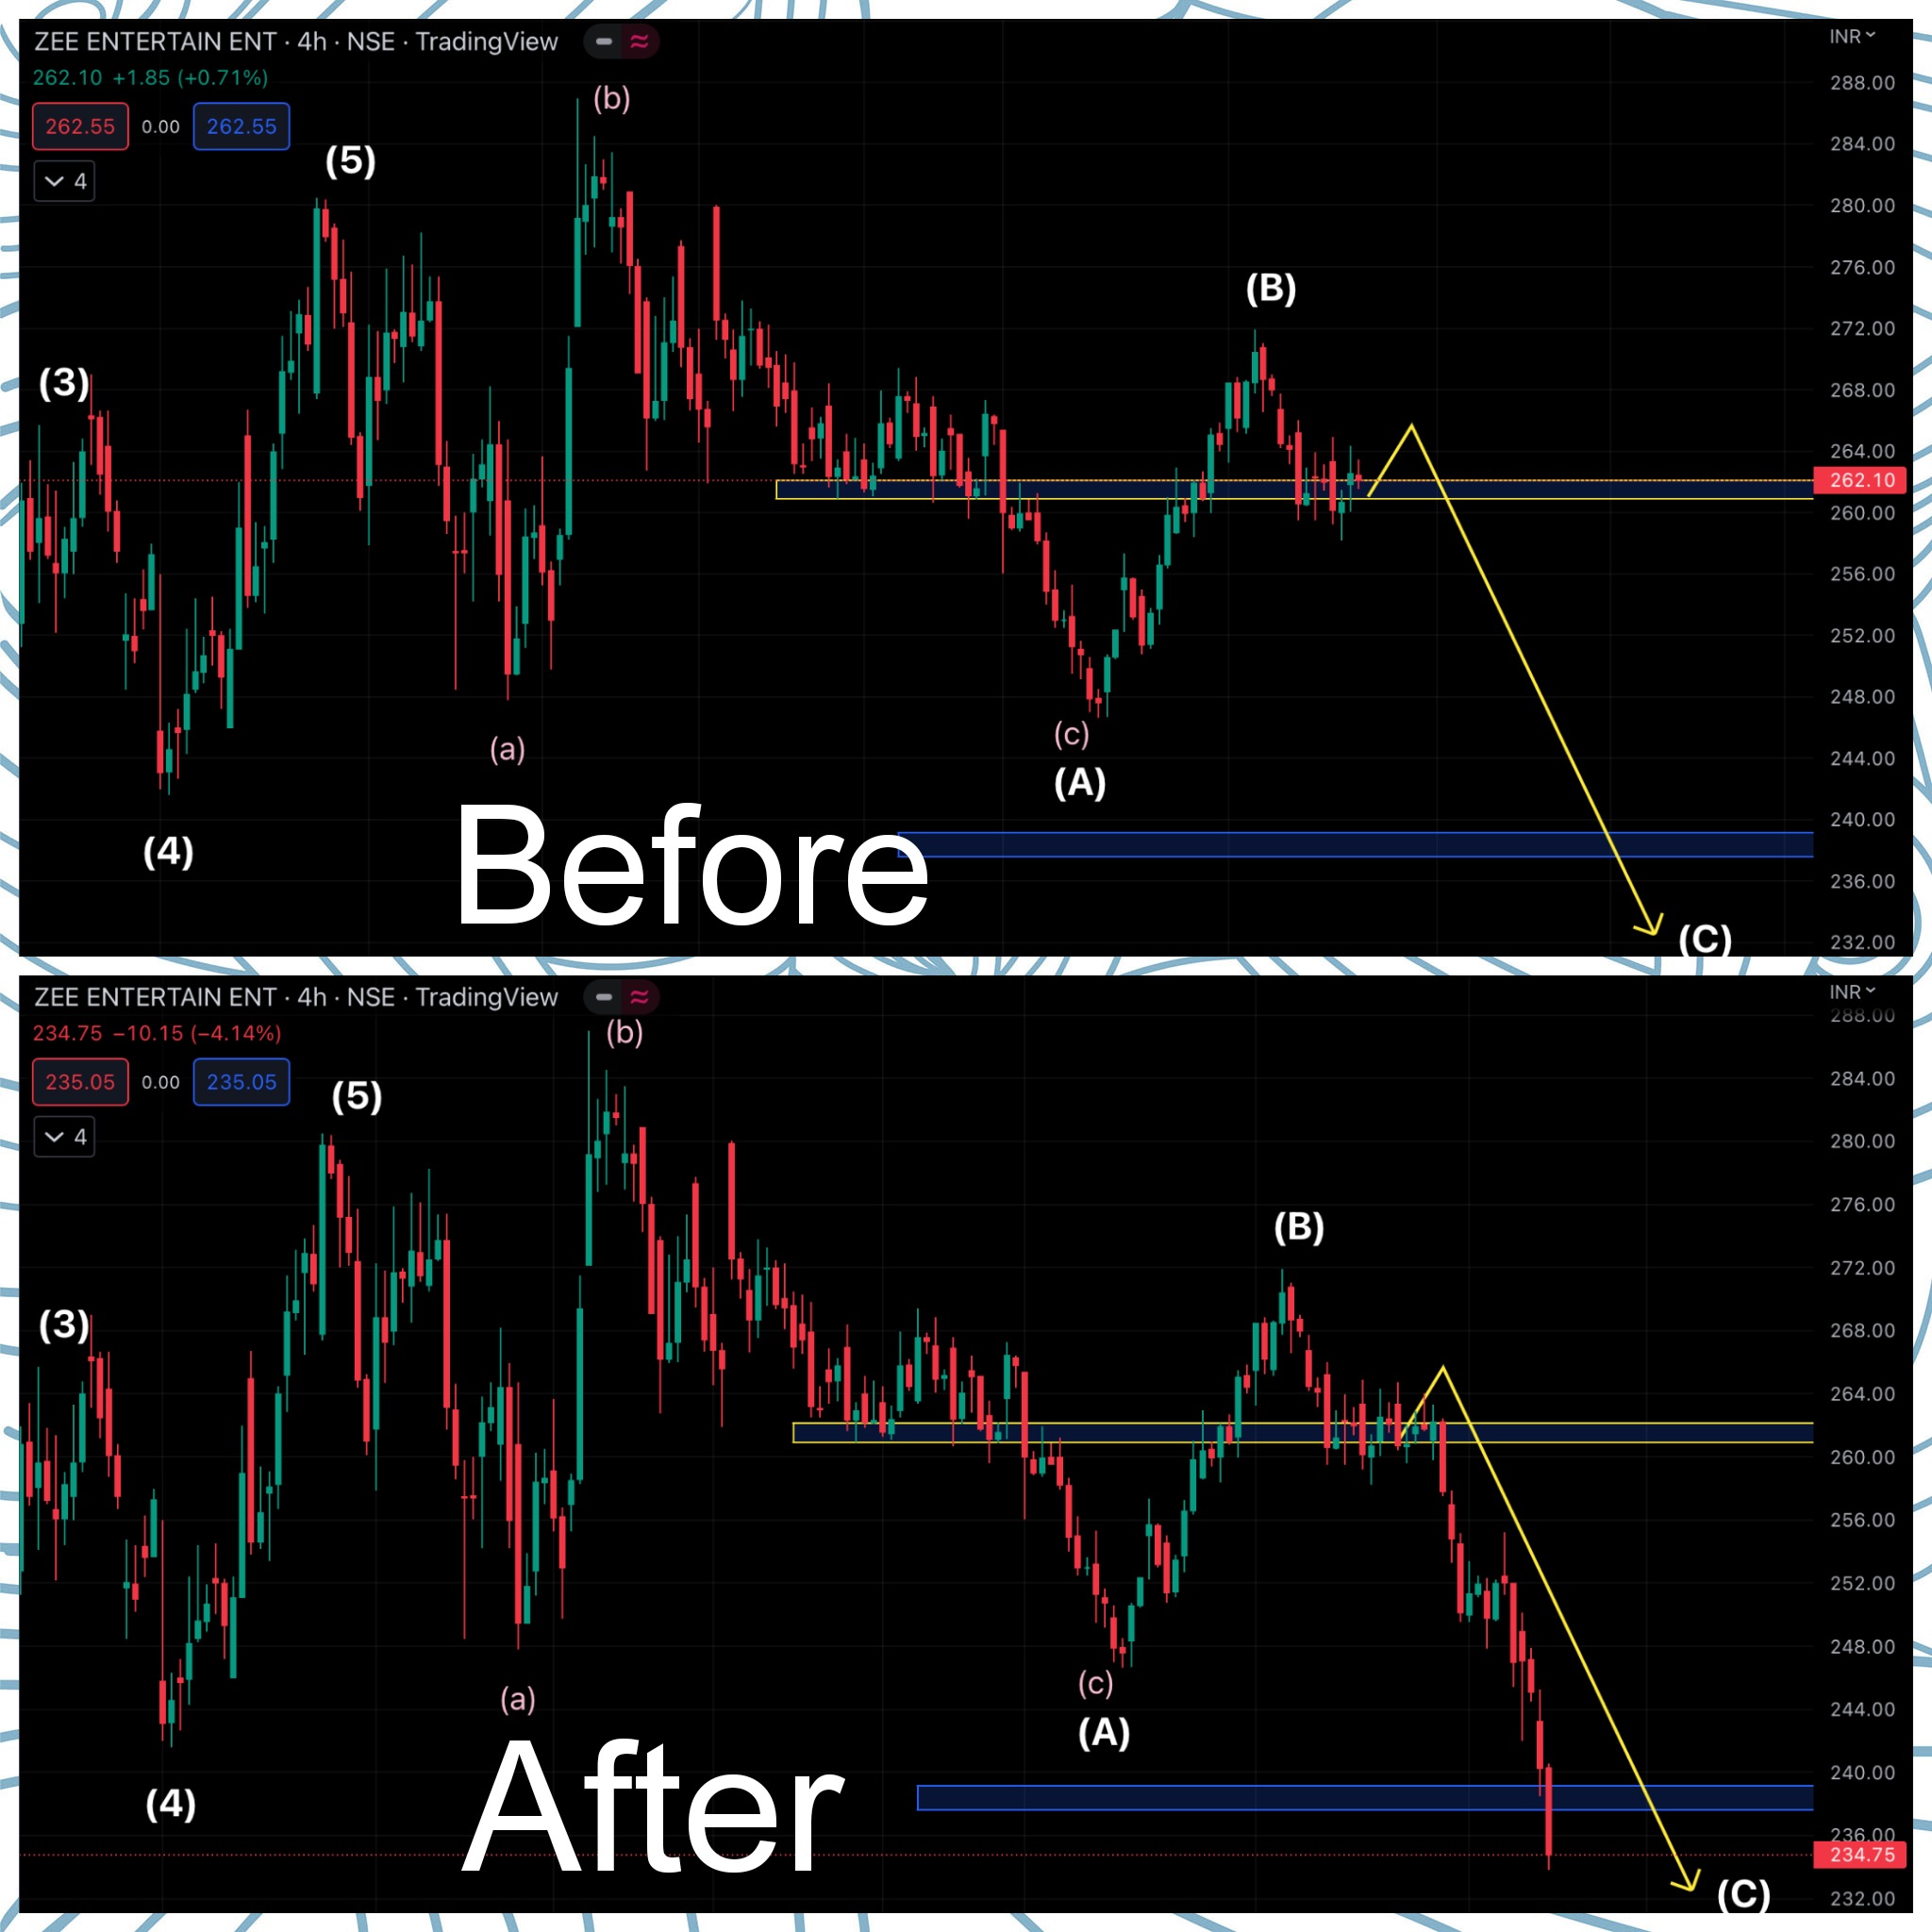 ZEE ENTERTAIN ENT · 4h · NSE · TradingView
INR
262.10 +1.85 (+0.71%)
262.55 0.00 262.55
4
(b)
(5)
(3)
(B)
(a)
(c)
(A)
(4)
(C)
288.00
284.00
280.00
276.00
272.00
268.00
264.00
262.10
260.00
256.00
252.00
248.00
244.00
240.00
236.00
232.00
Before
ZEE ENTERTAIN ENT · 4h · NSE · TradingView
INR
234.75 −10.15 (−4.14%)
235.05 0.00 235.05
4
(b)
(5)
(3)
(B)
(a)
(c)
(A)
(4)
(C)
288.00
284.00
280.00
276.00
272.00
268.00
264.00
260.00
256.00
252.00
248.00
244.00
240.00
236.00
234.75
232.00
After